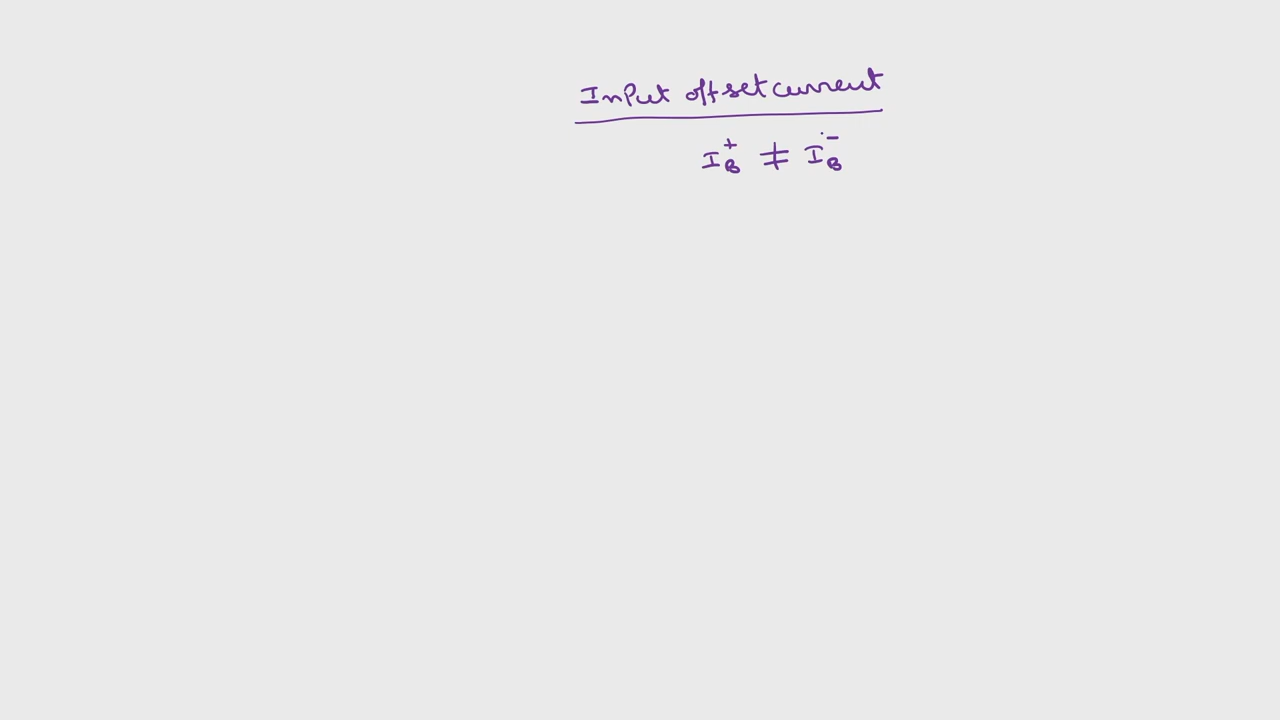 Input offset current
I_B^+ ≠ I_B^-